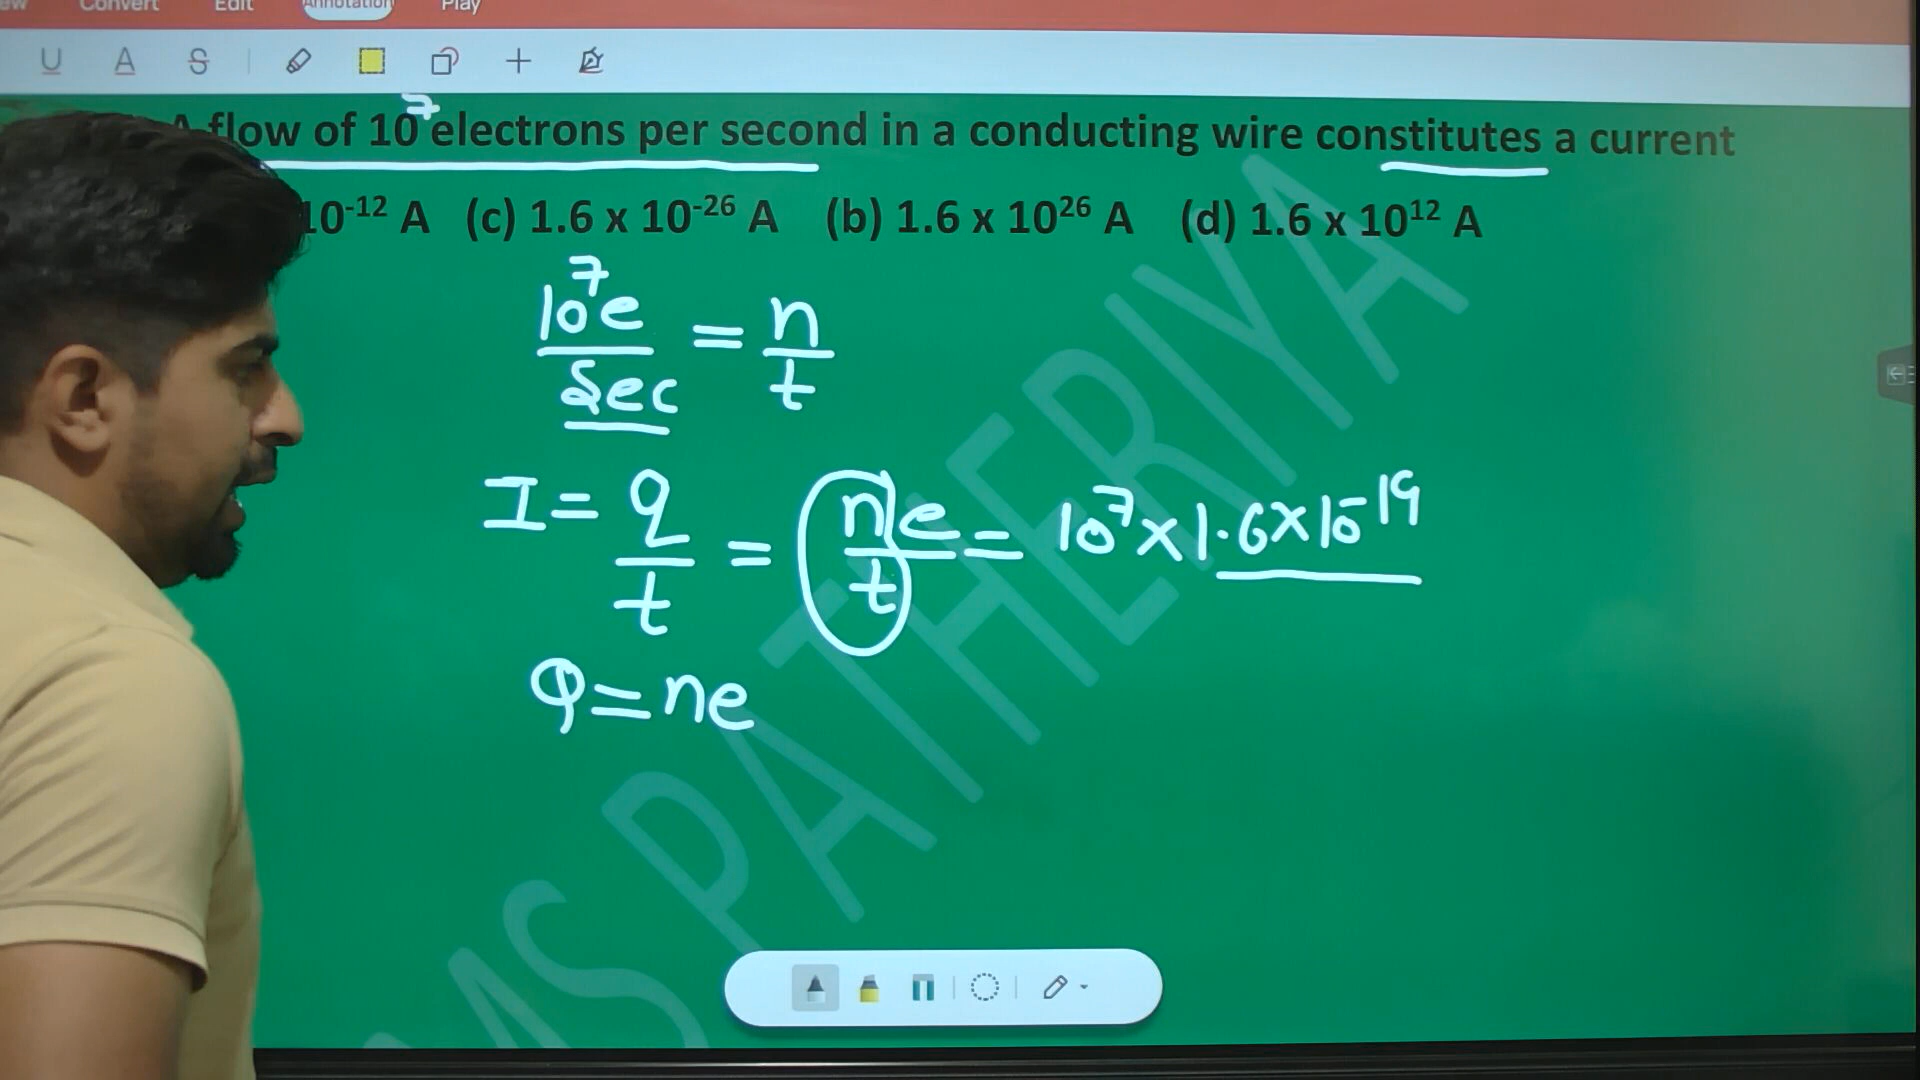 Convert Edit Annotation Play
U A S
A flow of 10⁷ electrons per second in a conducting wire constitutes a current
10⁻¹² A (c) 1.6 x 10⁻²⁶ A (b) 1.6 x 10²⁶ A (d) 1.6 x 10¹² A
10⁷e/sec = n/t
I = q/t = ne/t = 10⁷ × 1.6 × 10⁻¹⁹
Q = ne
MS PATHERIYA